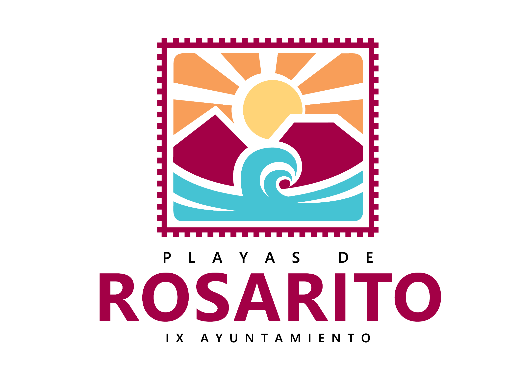 PLAYAS DE
ROSARITO
IX AYUNTAMIENTO